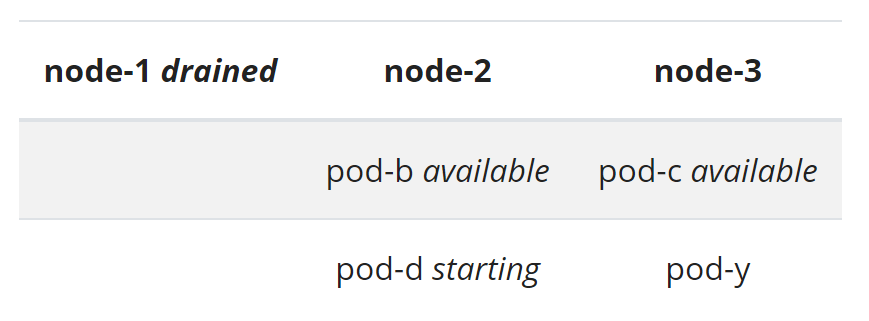 node-1 drained node-2 node-3
pod-b available pod-c available
pod-d starting pod-y